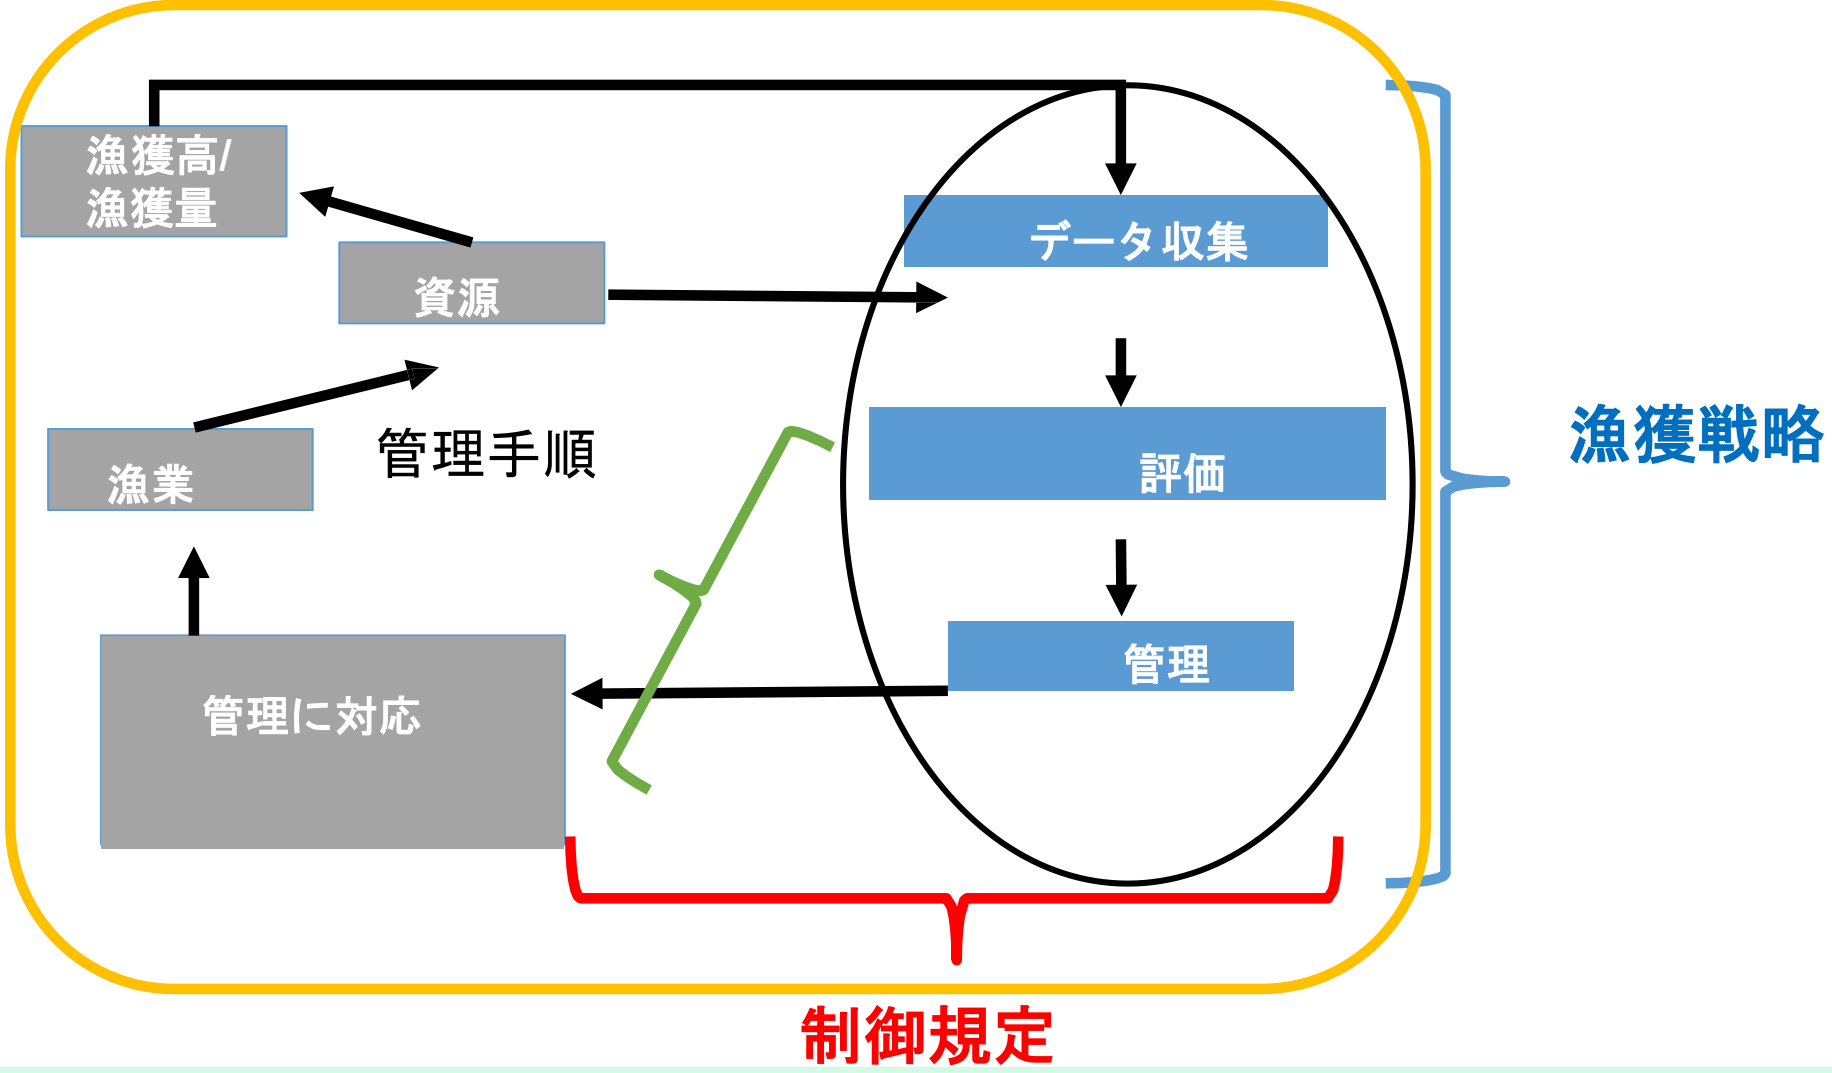 漁獲高/
漁獲量
データ収集
資源
漁獲戦略
管理手順
評価
漁業
管理
管理に対応
制御規定